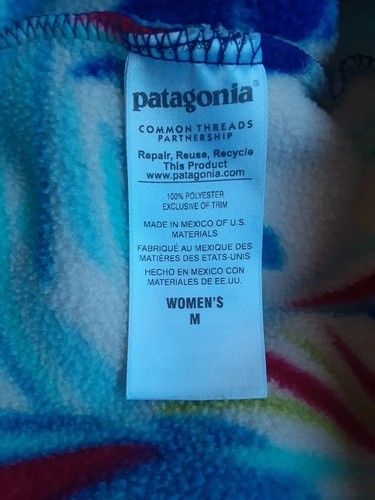 patagonia®
COMMON THREADS
PARTNERSHIP
Repair, Reuse, Recycle
This Product
www.patagonia.com
100% POLYESTER
EXCLUSIVE OF TRIM
MADE IN MEXICO OF U.S.
MATERIALS
FABRIQUÉ AU MEXIQUE DES
MATIÈRES DES ETATS-UNIS
HECHO EN MÉXICO CON
MATERIALES DE EE.UU.
WOMEN'S
M